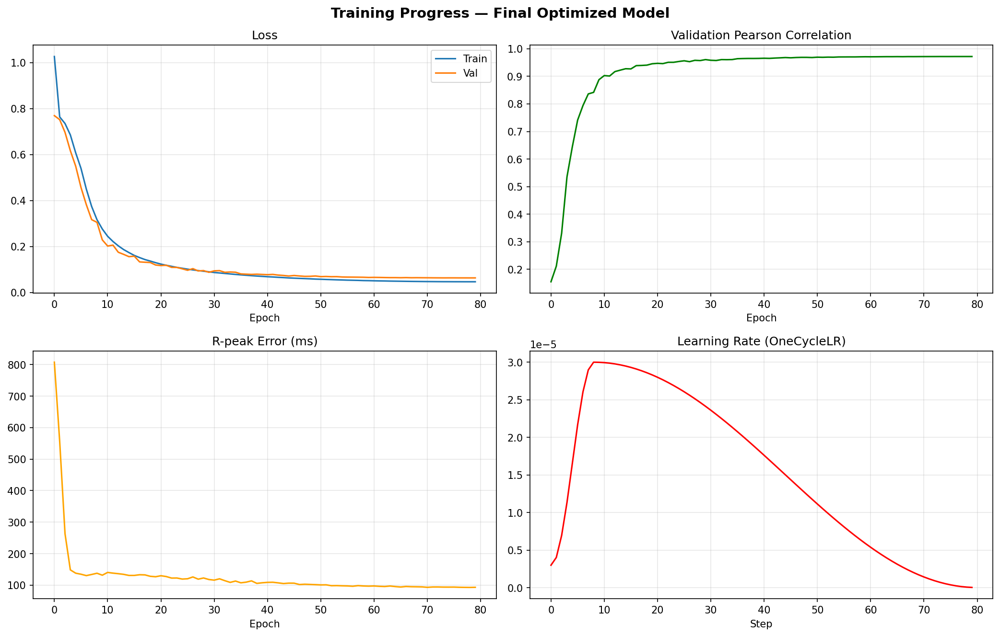 Training Progress — Final Optimized Model
Loss
1.0
0.8
0.6
0.4
0.2
0.0
Train
Val
0 10 20 30 40 50 60 70 80
Epoch
Validation Pearson Correlation
1.0
0.9
0.8
0.7
0.6
0.5
0.4
0.3
0.2
0 10 20 30 40 50 60 70 80
Epoch
R-peak Error (ms)
800
700
600
500
400
300
200
100
0 10 20 30 40 50 60 70 80
Epoch
Learning Rate (OneCycleLR)
1e−5
3.0
2.5
2.0
1.5
1.0
0.5
0.0
0 10 20 30 40 50 60 70 80
Step